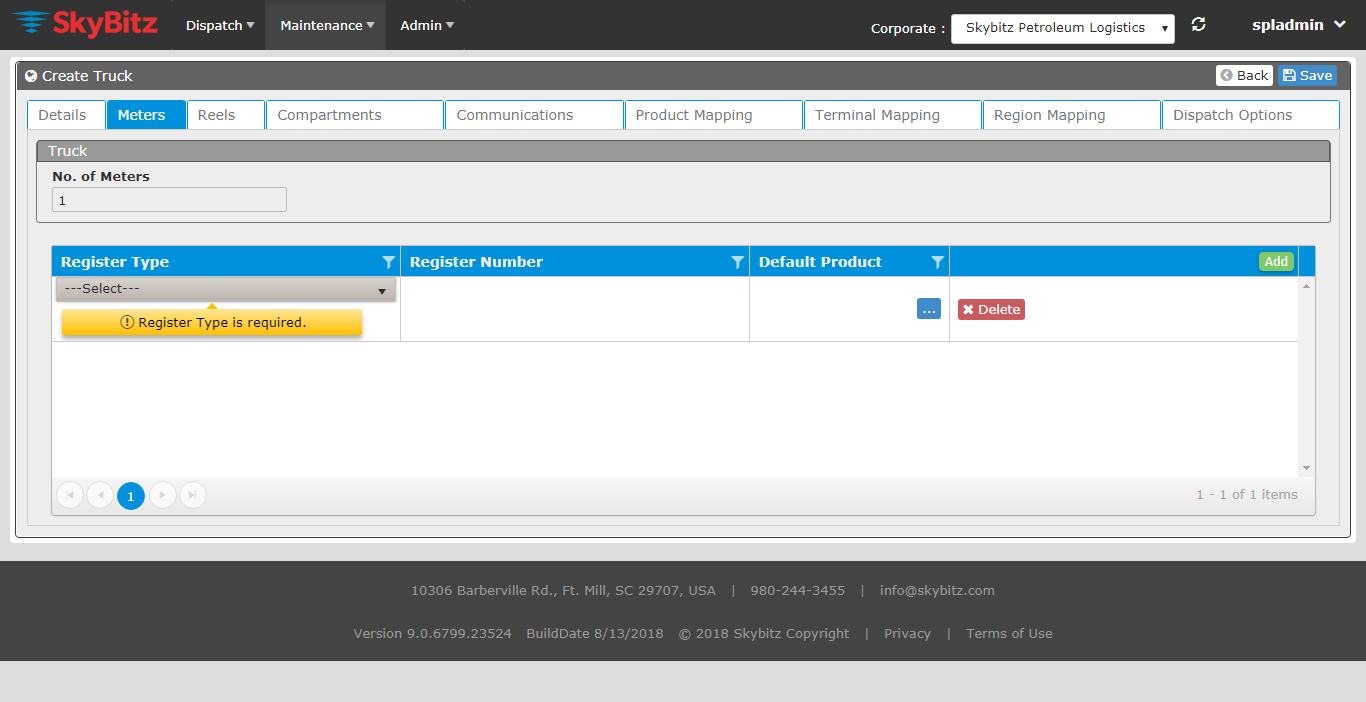 SkyBitz Dispatch Maintenance Admin Corporate : Skybitz Petroleum Logistics spladmin
Create Truck Back Save
Details Meters Reels Compartments Communications Product Mapping Terminal Mapping Region Mapping Dispatch Options
Truck
No. of Meters
1
Register Type Register Number Default Product Add
---Select---
... Delete
Register Type is required.
1 1 - 1 of 1 items
10306 Barberville Rd., Ft. Mill, SC 29707, USA | 980-244-3455 | info@skybitz.com
Version 9.0.6799.23524 BuildDate 8/13/2018 © 2018 Skybitz Copyright | Privacy | Terms of Use